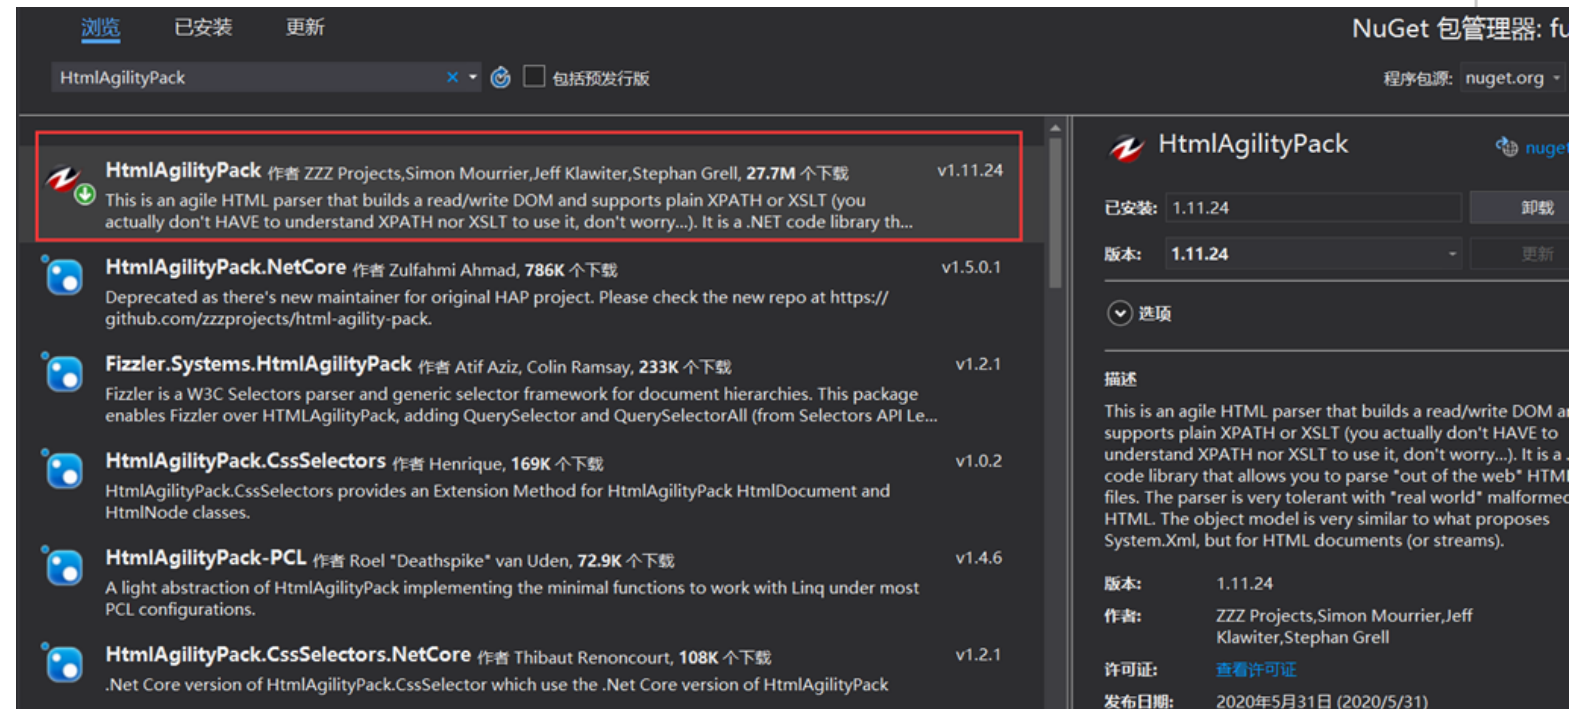 浏览 已安装 更新
NuGet 包管理器: fu
HtmlAgilityPack
包括预发行版
程序包源: nuget.org
HtmlAgilityPack 作者 ZZZ Projects,Simon Mourrier,Jeff Klawiter,Stephan Grell, 27.7M 个下载 v1.11.24
This is an agile HTML parser that builds a read/write DOM and supports plain XPATH or XSLT (you
actually don't HAVE to understand XPATH nor XSLT to use it, don't worry...). It is a .NET code library th...
HtmlAgilityPack.NetCore 作者 Zulfahmi Ahmad, 786K 个下载 v1.5.0.1
Deprecated as there's new maintainer for original HAP project. Please check the new repo at https://
github.com/zzzprojects/html-agility-pack.
Fizzler.Systems.HtmlAgilityPack 作者 Atif Aziz, Colin Ramsay, 233K 个下载 v1.2.1
Fizzler is a W3C Selectors parser and generic selector framework for document hierarchies. This package
enables Fizzler over HTMLAgilityPack, adding QuerySelector and QuerySelectorAll (from Selectors API Le...
HtmlAgilityPack.CssSelectors 作者 Henrique, 169K 个下载 v1.0.2
HtmlAgilityPack.CssSelectors provides an Extension Method for HtmlAgilityPack HtmlDocument and
HtmlNode classes.
HtmlAgilityPack-PCL 作者 Roel "Deathspike" van Uden, 72.9K 个下载 v1.4.6
A light abstraction of HtmlAgilityPack implementing the minimal functions to work with Linq under most
PCL configurations.
HtmlAgilityPack.CssSelectors.NetCore 作者 Thibaut Renoncourt, 108K 个下载 v1.2.1
.Net Core version of HtmlAgilityPack.CssSelector which use the .Net Core version of HtmlAgilityPack
HtmlAgilityPack nuget
已安装: 1.11.24 卸载
版本: 1.11.24 更新
选项
描述
This is an agile HTML parser that builds a read/write DOM a
supports plain XPATH or XSLT (you actually don't HAVE to
understand XPATH nor XSLT to use it, don't worry...). It is a .
code library that allows you to parse "out of the web" HTML
files. The parser is very tolerant with "real world" malformed
HTML. The object model is very similar to what proposes
System.Xml, but for HTML documents (or streams).
版本: 1.11.24
作者: ZZZ Projects,Simon Mourrier,Jeff
Klawiter,Stephan Grell
许可证: 查看许可证
发布日期: 2020年5月31日 (2020/5/31)